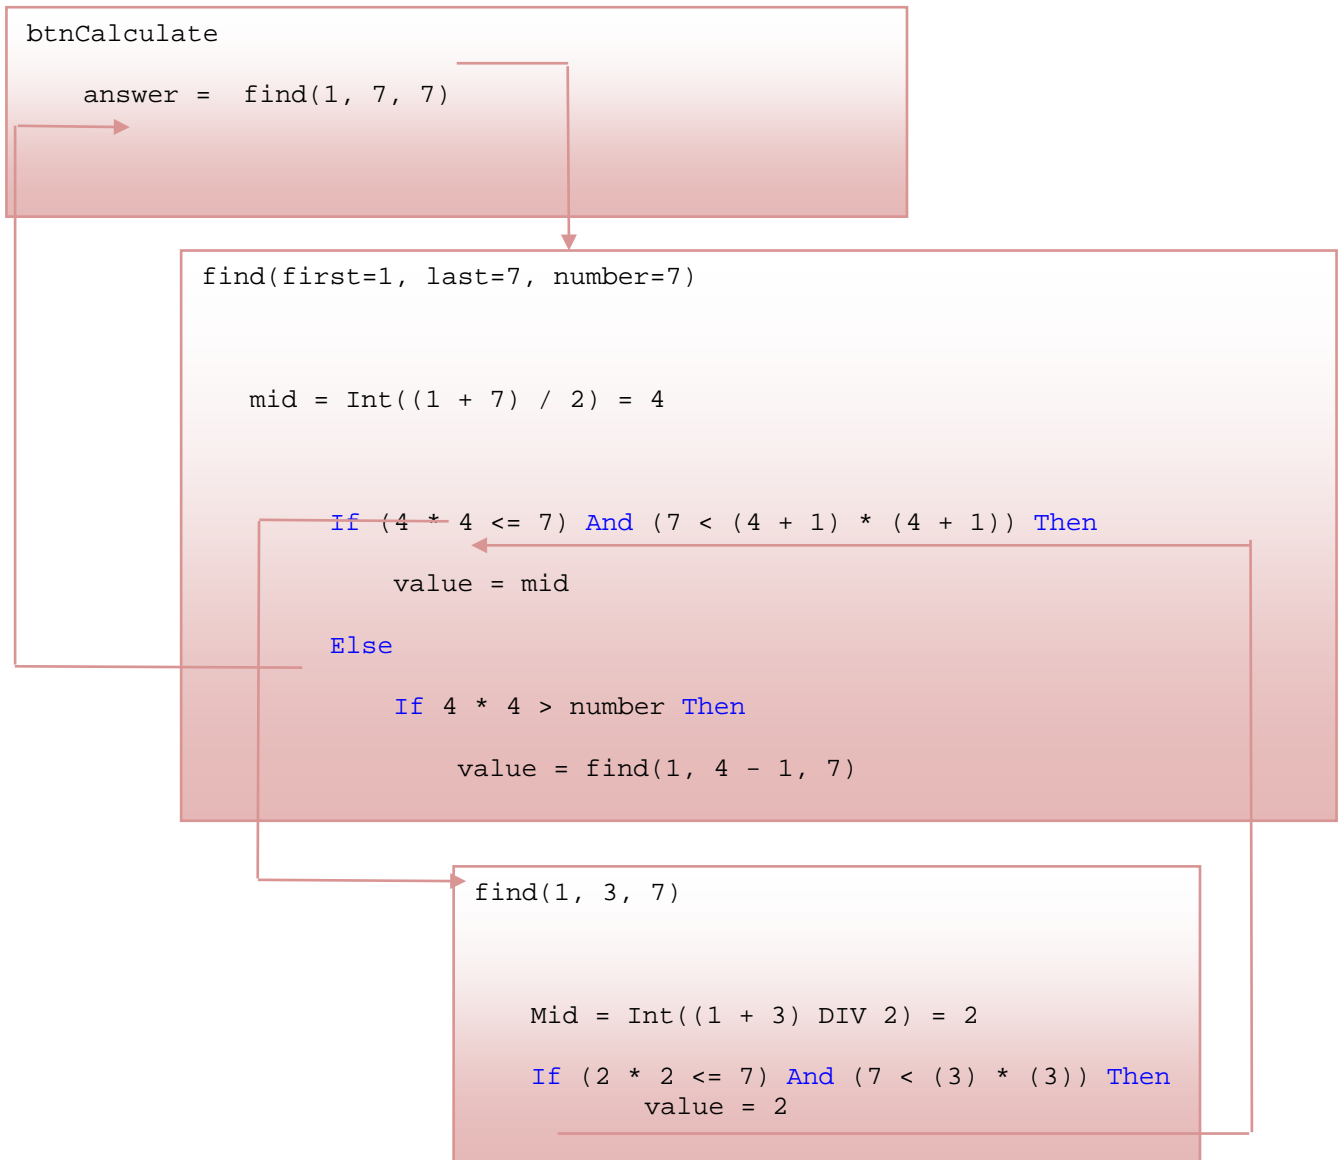 btnCalculate
answer = find(1, 7, 7)
find(first=1, last=7, number=7)
mid = Int((1 + 7) / 2) = 4
If (4 * 4 <= 7) And (7 < (4 + 1) * (4 + 1)) Then
value = mid
Else
If 4 * 4 > number Then
value = find(1, 4 - 1, 7)
find(1, 3, 7)
Mid = Int((1 + 3) DIV 2) = 2
If (2 * 2 <= 7) And (7 < (3) * (3)) Then
value = 2